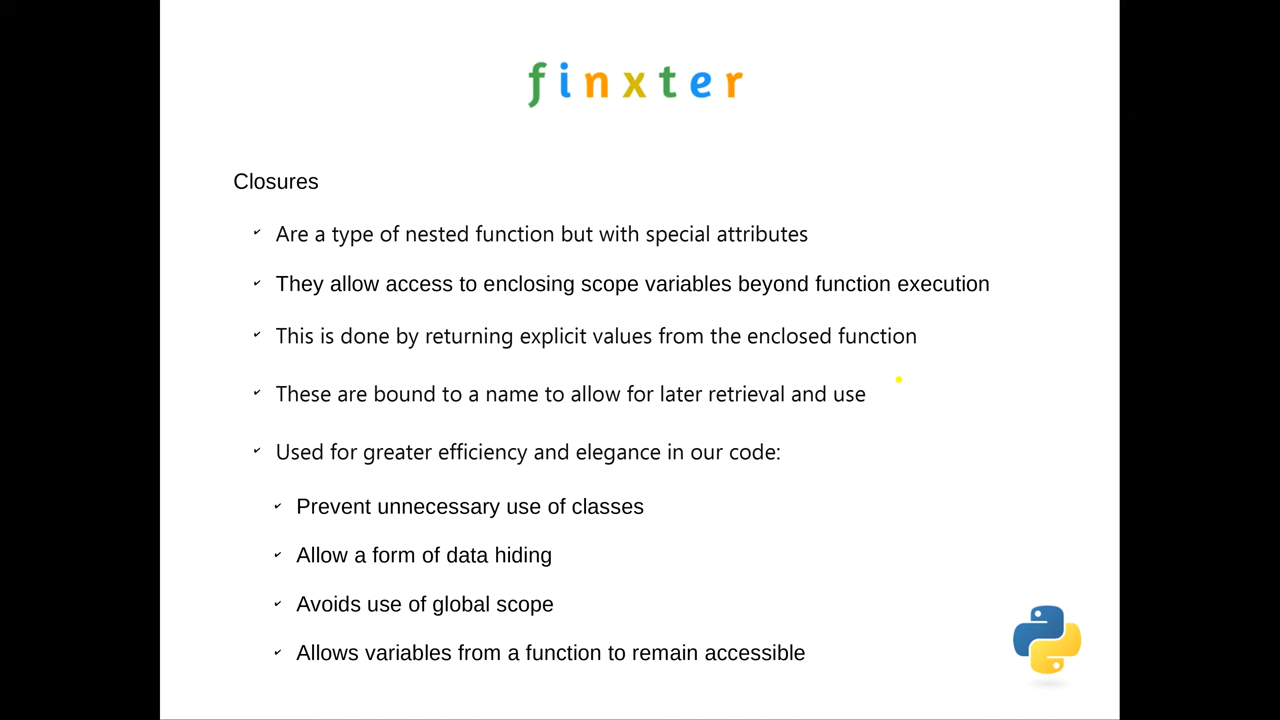 finxter
Closures
Are a type of nested function but with special attributes
They allow access to enclosing scope variables beyond function execution
This is done by returning explicit values from the enclosed function
These are bound to a name to allow for later retrieval and use
Used for greater efficiency and elegance in our code:
Prevent unnecessary use of classes
Allow a form of data hiding
Avoids use of global scope
Allows variables from a function to remain accessible